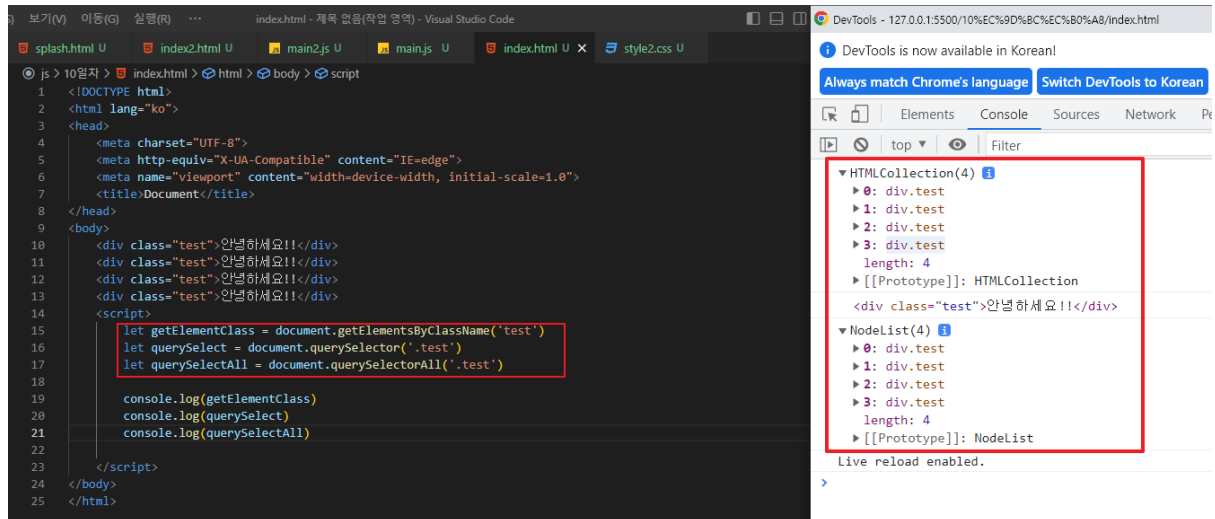 보기(V) 이동(G) 실행(R) ··· index.html - 제목 없음(작업 영역) - Visual Studio Code
splash.html U index2.html U main2.js U main.js U index.html U style2.css U
js > 10일차 > index.html > html > body > script
1 <!DOCTYPE html>
2 <html lang="ko">
3 <head>
4 <meta charset="UTF-8">
5 <meta http-equiv="X-UA-Compatible" content="IE=edge">
6 <meta name="viewport" content="width=device-width, initial-scale=1.0">
7 <title>Document</title>
8 </head>
9 <body>
10 <div class="test">안녕하세요!!</div>
11 <div class="test">안녕하세요!!</div>
12 <div class="test">안녕하세요!!</div>
13 <div class="test">안녕하세요!!</div>
14 <script>
15 let getElementClass = document.getElementsByClassName('test')
16 let querySelect = document.querySelector('.test')
17 let querySelectAll = document.querySelectorAll('.test')
18
19 console.log(getElementClass)
20 console.log(querySelect)
21 console.log(querySelectAll)
22
23 </script>
24 </body>
25 </html>
DevTools - 127.0.0.1:5500/10%EC%9D%BC%EC%B0%A8/index.html
DevTools is now available in Korean!
Always match Chrome's language Switch DevTools to Korean
Elements Console Sources Network
top ▼ Filter
▼HTMLCollection(4)
▶0: div.test
▶1: div.test
▶2: div.test
▶3: div.test
length: 4
▶[[Prototype]]: HTMLCollection
<div class="test">안녕하세요!!</div>
▼NodeList(4)
▶0: div.test
▶1: div.test
▶2: div.test
▶3: div.test
length: 4
▶[[Prototype]]: NodeList
Live reload enabled.